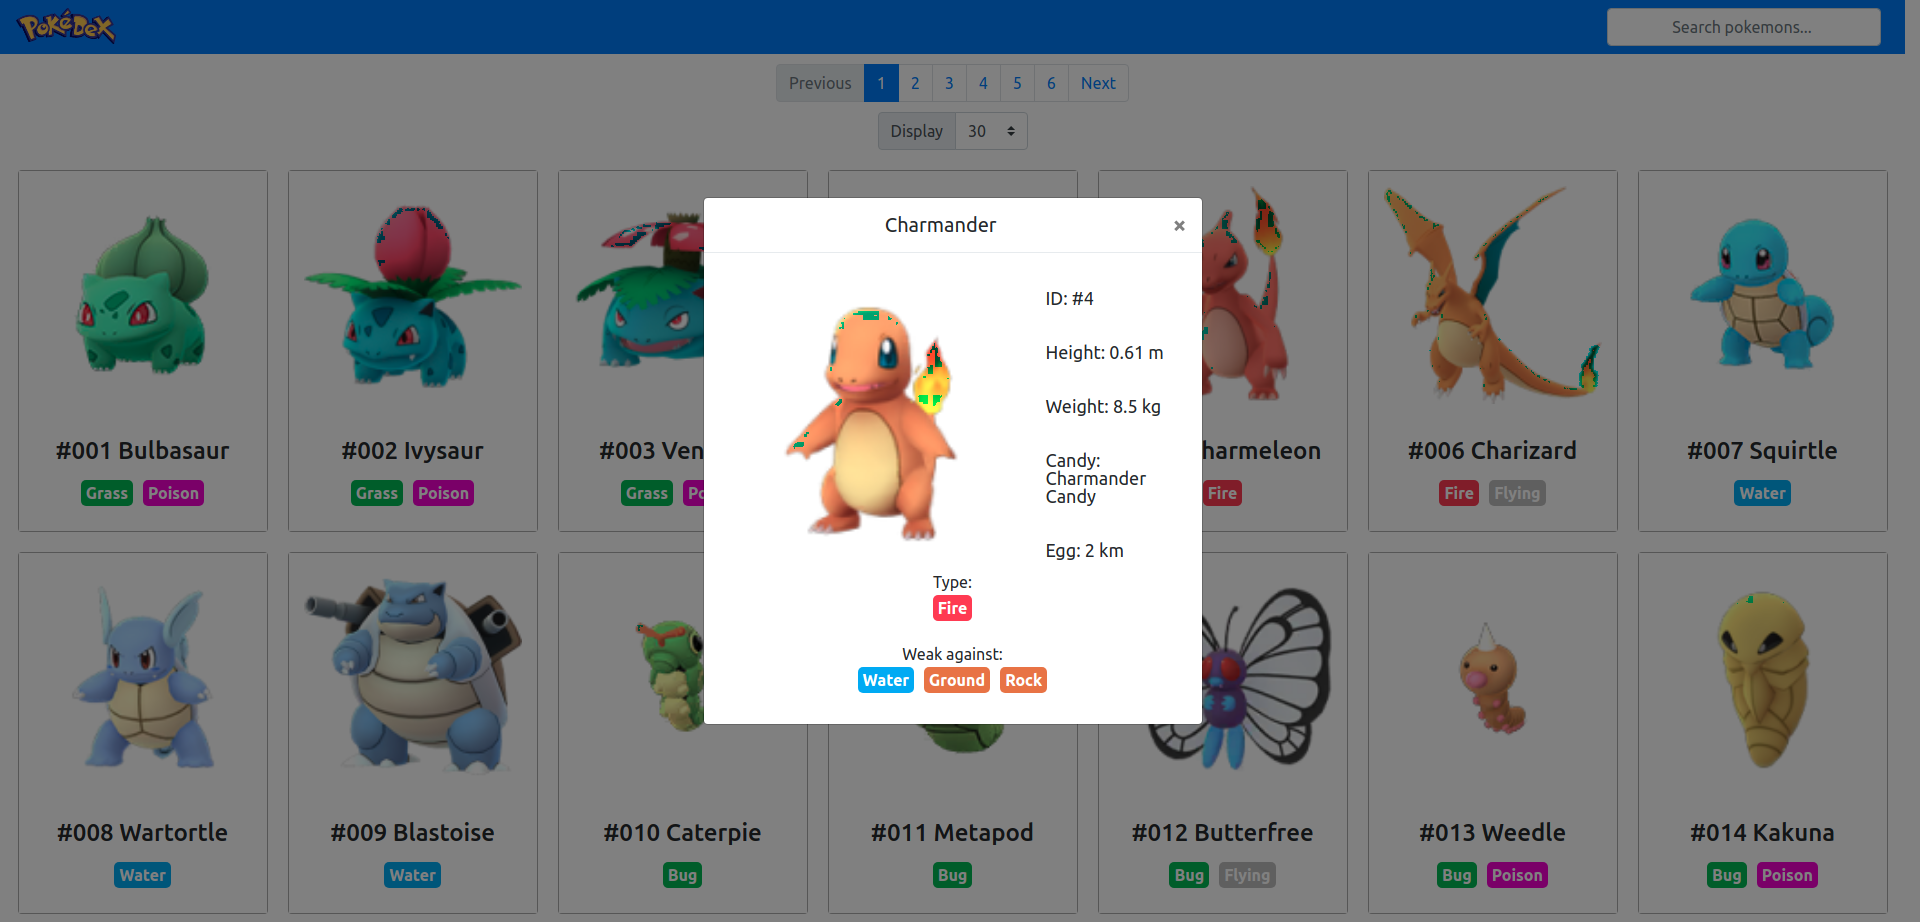 PokéDex
Search pokemons...
Previous 1 2 3 4 5 6 Next
Display 30
Charmander ×
ID: #4
Height: 0.61 m
Weight: 8.5 kg
Candy:
Charmander
Candy
Egg: 2 km
Type:
Fire
Weak against:
Water Ground Rock
#001 Bulbasaur
Grass Poison
#002 Ivysaur
Grass Poison
#003 Ven
Grass Po
harmeleon
Fire
#006 Charizard
Fire Flying
#007 Squirtle
Water
#008 Wartortle
Water
#009 Blastoise
Water
#010 Caterpie
Bug
#011 Metapod
Bug
#012 Butterfree
Bug Flying
#013 Weedle
Bug Poison
#014 Kakuna
Bug Poison